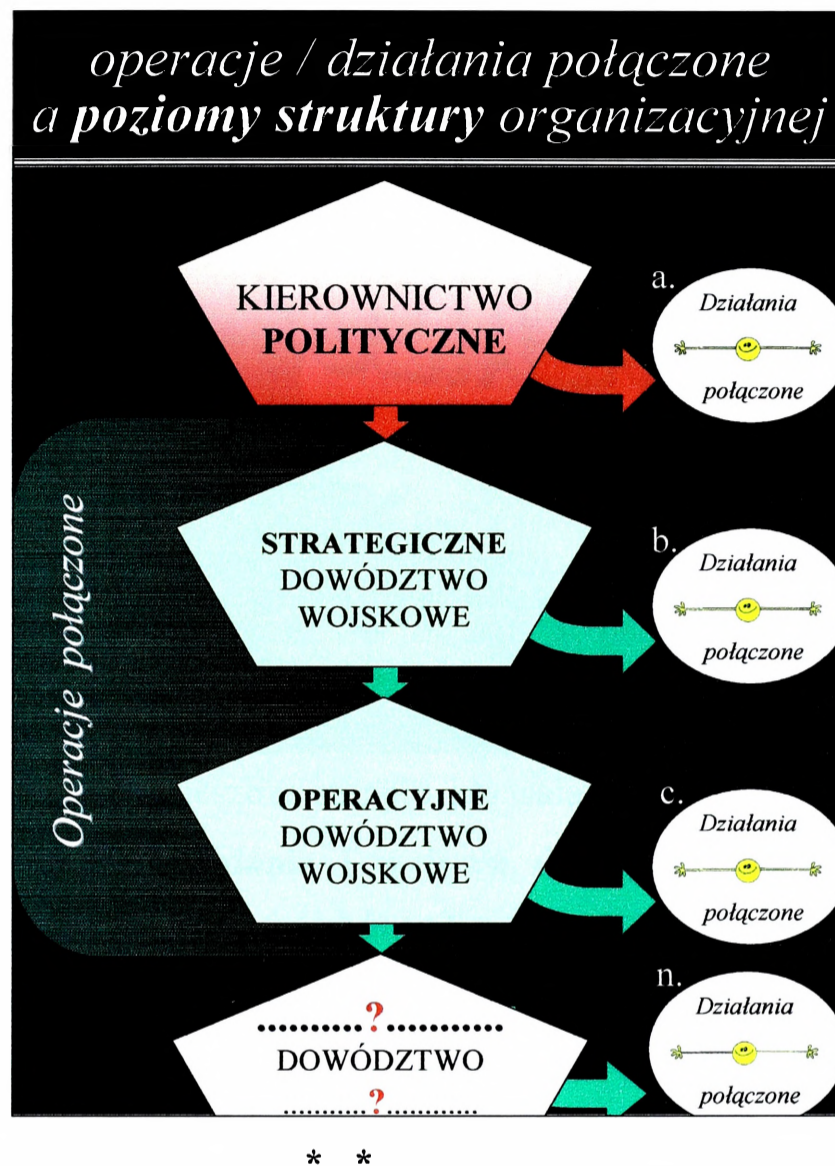 operacje / działania połączone
a poziomy struktury organizacyjnej
KIEROWNICTWO
POLITYCZNE
a.
Działania
połączone
Operacje połączone
STRATEGICZNE
DOWÓDZTWO
WOJSKOWE
b.
Działania
połączone
OPERACYJNE
DOWÓDZTWO
WOJSKOWE
c.
Działania
połączone
..........?...........
DOWÓDZTWO
..........?...........
n.
Działania
połączone
* *